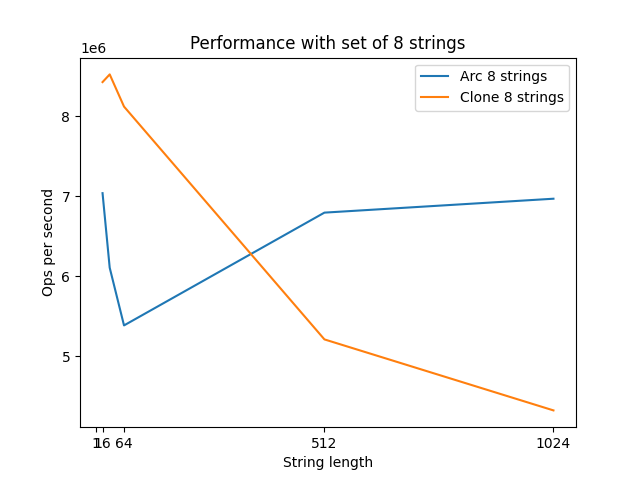 Performance with set of 8 strings
1e6
Arc 8 strings
Clone 8 strings
8
7
6
5
Ops per second
1 16 64 512 1024
String length